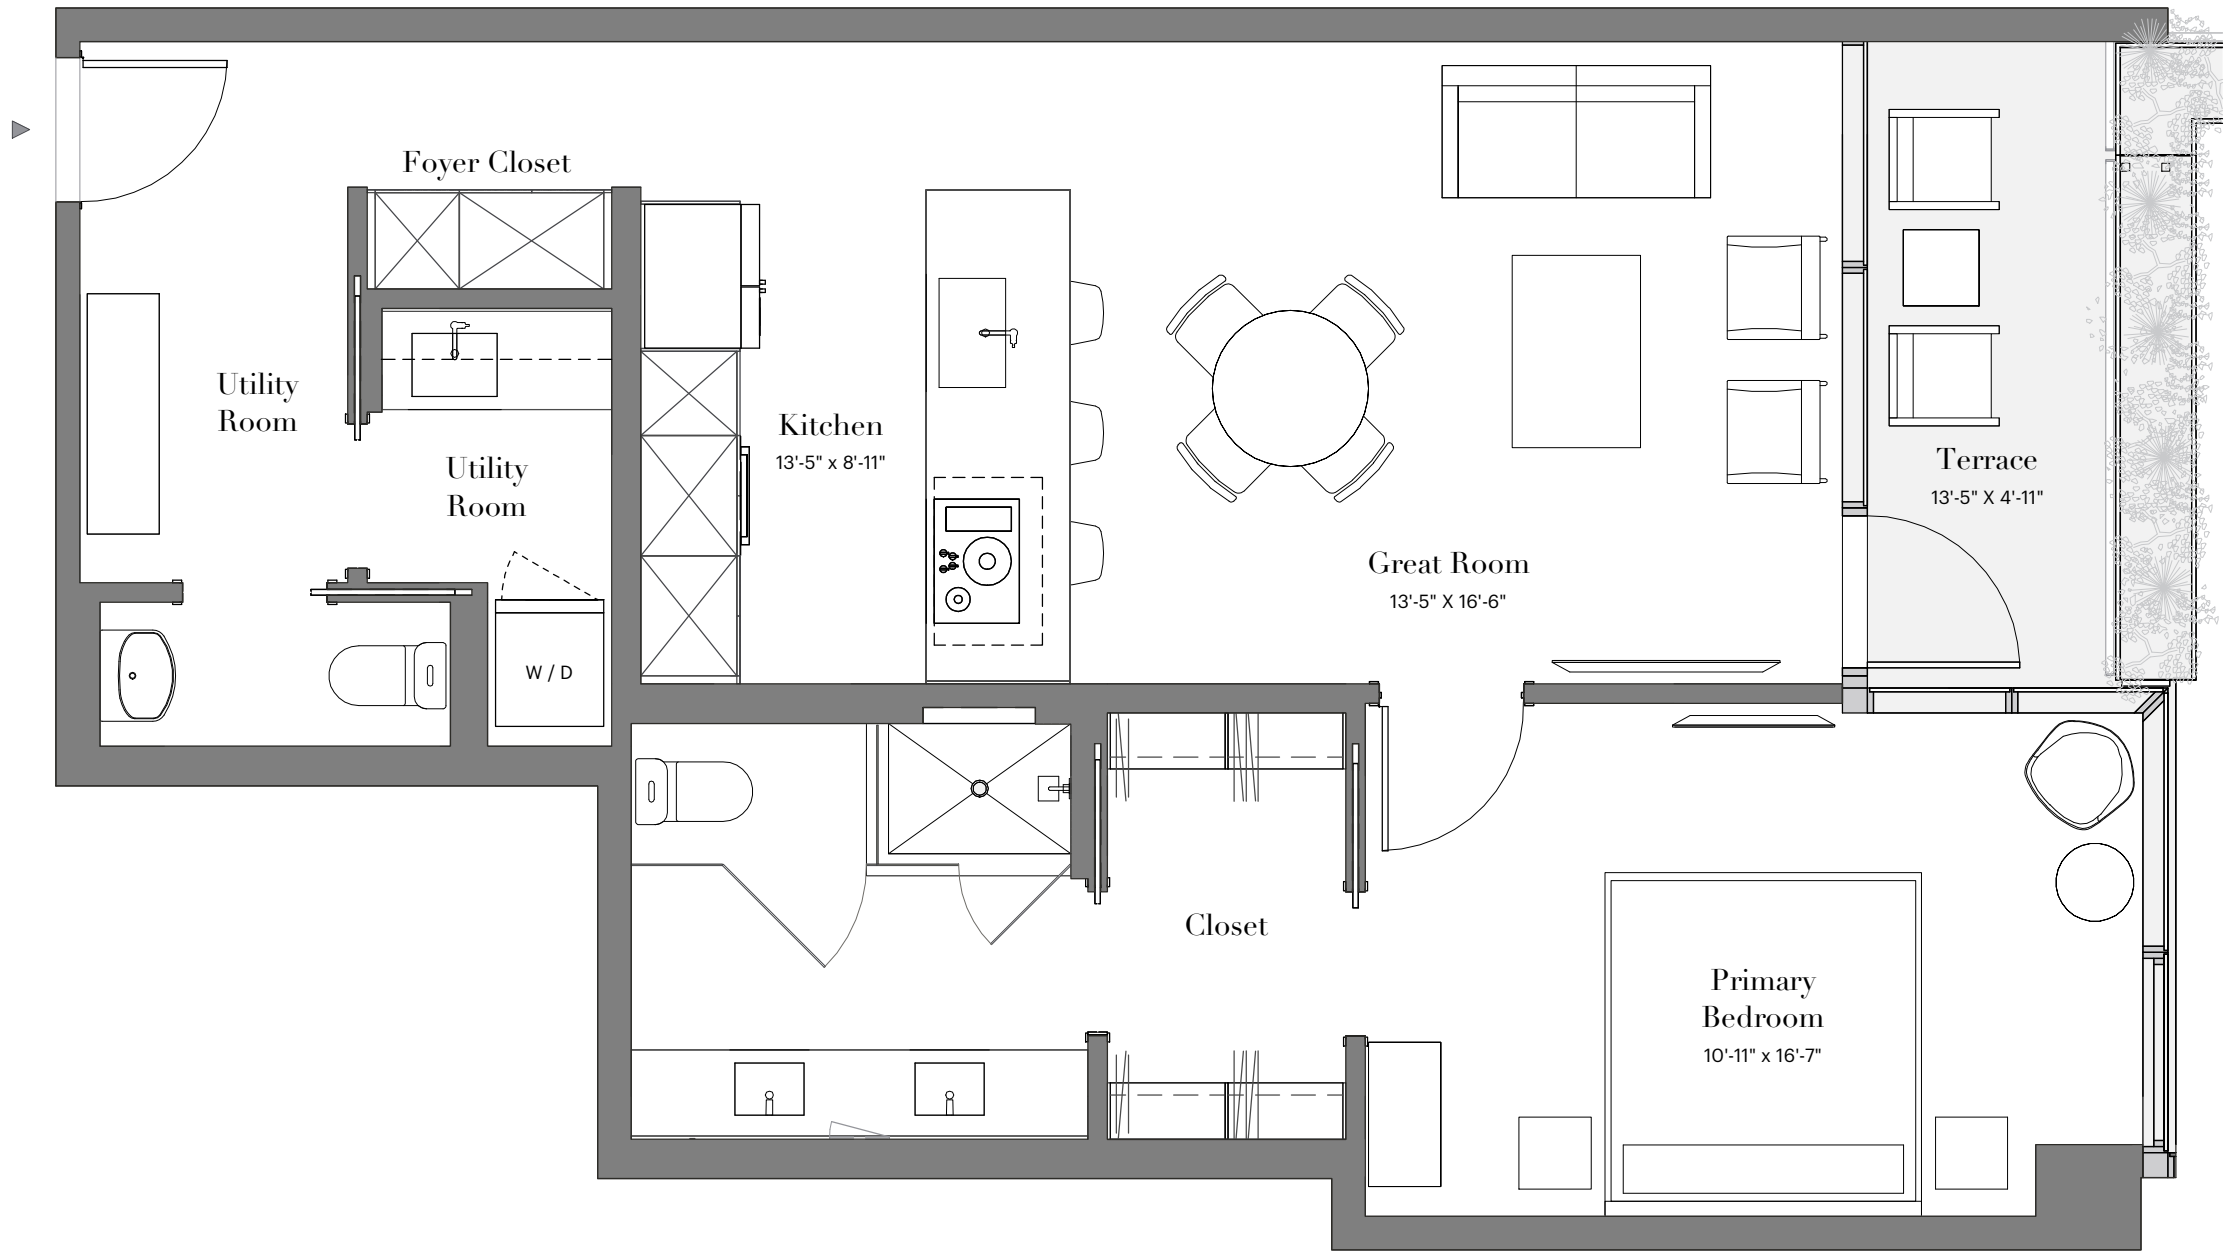 Foyer Closet
Utility
Room
Utility
Room
W / D
Kitchen
13'-5" x 8'-11"
Great Room
13'-5" X 16'-6"
Terrace
13'-5" X 4'-11"
Closet
Primary
Bedroom
10'-11" x 16'-7"